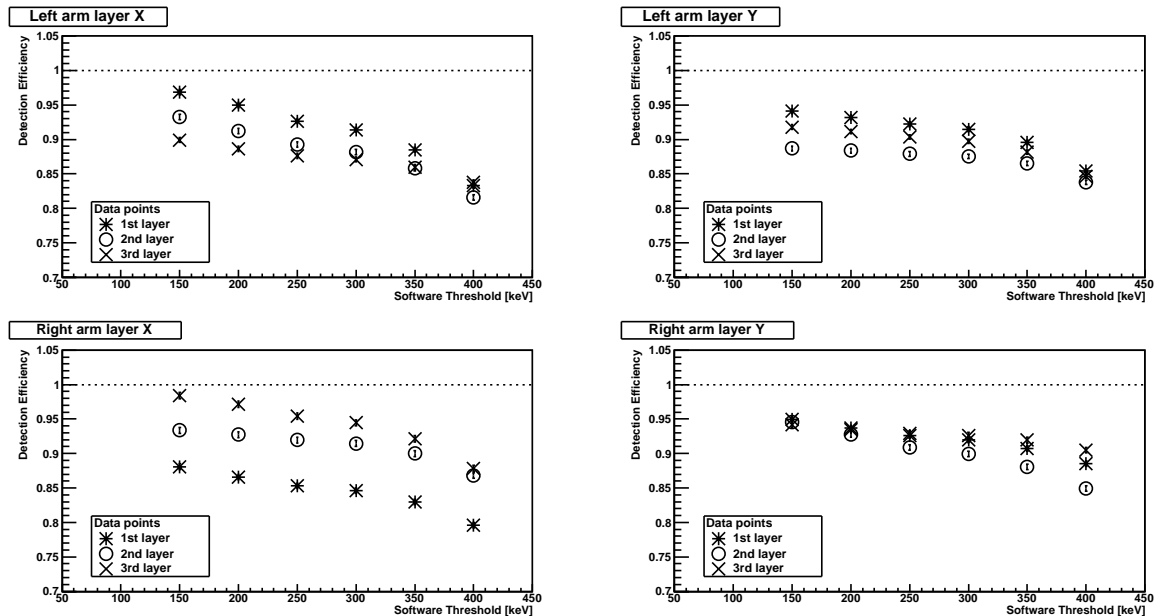 Left arm layer X
Detection Efficiency
1.05
1
0.95
0.9
0.85
0.8
0.75
0.7
Data points
1st layer
2nd layer
3rd layer
50 100 150 200 250 300 350 400 450
Software Threshold [keV]
Left arm layer Y
Detection Efficiency
1.05
1
0.95
0.9
0.85
0.8
0.75
0.7
Data points
1st layer
2nd layer
3rd layer
50 100 150 200 250 300 350 400 450
Software Threshold [keV]
Right arm layer X
Detection Efficiency
1.05
1
0.95
0.9
0.85
0.8
0.75
0.7
Data points
1st layer
2nd layer
3rd layer
50 100 150 200 250 300 350 400 450
Software Threshold [keV]
Right arm layer Y
Detection Efficiency
1.05
1
0.95
0.9
0.85
0.8
0.75
0.7
Data points
1st layer
2nd layer
3rd layer
50 100 150 200 250 300 350 400 450
Software Threshold [keV]